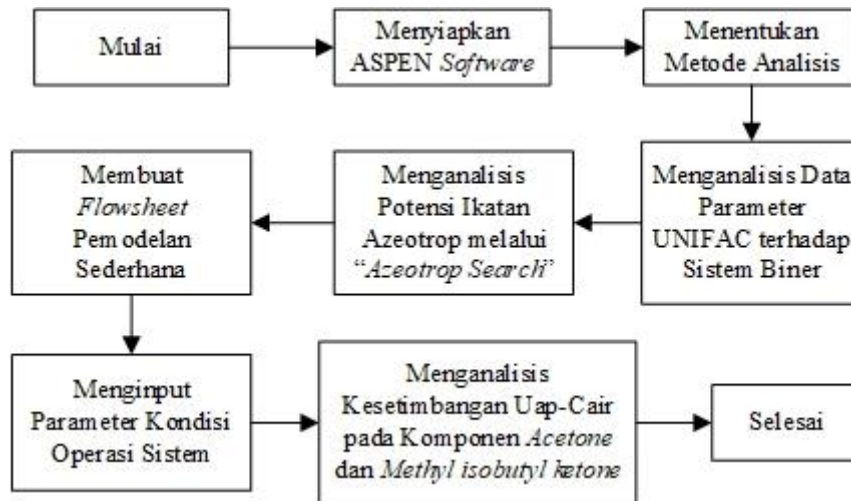 Mulai
Menyiapkan
ASPEN Software
Menentukan
Metode Analisis
Menganalisis Data
Parameter
UNIFAC terhadap
Sistem Biner
Menganalisis
Potensi Ikatan
Azeotrop melalui
“Azeotrop Search”
Membuat
Flowsheet
Pemodelan
Sederhana
Menginput
Parameter Kondisi
Operasi Sistem
Menganalisis
Kesetimbangan Uap-Cair
pada Komponen Acetone
dan Methyl isobutyl ketone
Selesai